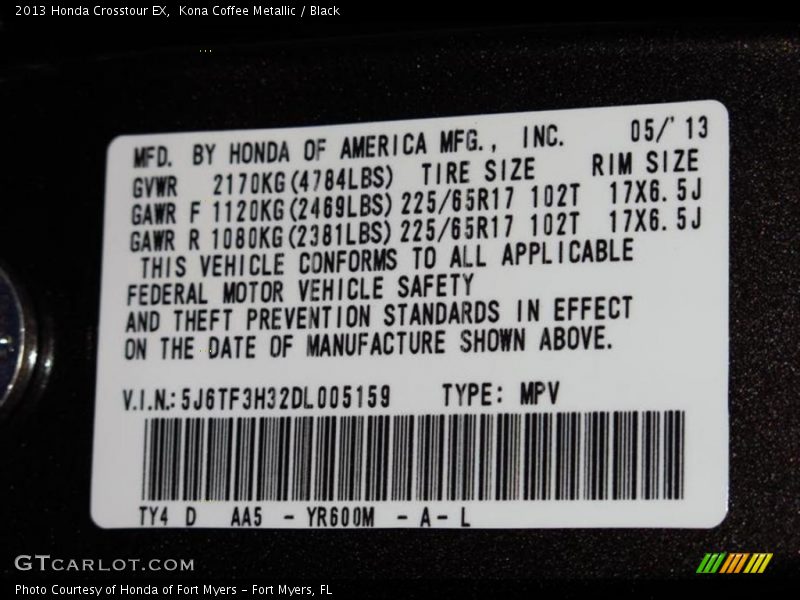 2013 Honda Crosstour EX,  Kona Coffee Metallic / Black
MFD. BY HONDA OF AMERICA MFG., INC. 05/'13
GVWR 2170KG(4784LBS) TIRE SIZE RIM SIZE
GAWR F 1120KG(2469LBS) 225/65R17 102T 17X6.5J
GAWR R 1080KG(2381LBS) 225/65R17 102T 17X6.5J
THIS VEHICLE CONFORMS TO ALL APPLICABLE
FEDERAL MOTOR VEHICLE SAFETY
AND THEFT PREVENTION STANDARDS IN EFFECT
ON THE DATE OF MANUFACTURE SHOWN ABOVE.
V.I.N.: 5J6TF3H32DL005159 TYPE: MPV
TY4 D AA5 - YR600M - A - L
GTCARLOT.COM
Photo Courtesy of Honda of Fort Myers - Fort Myers, FL